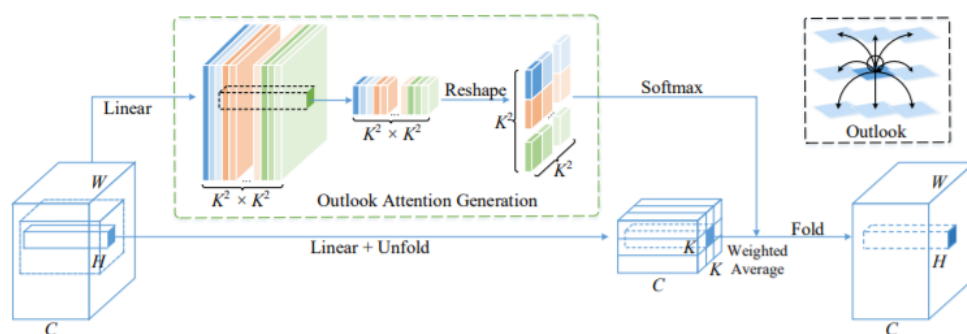 Linear
K² × K²
K² × K²
Reshape
K²
K²
...
...
...
Outlook Attention Generation
Softmax
Outlook
W
H
C
Linear + Unfold
K
K
C
Weighted
Average
Fold
W
H
C